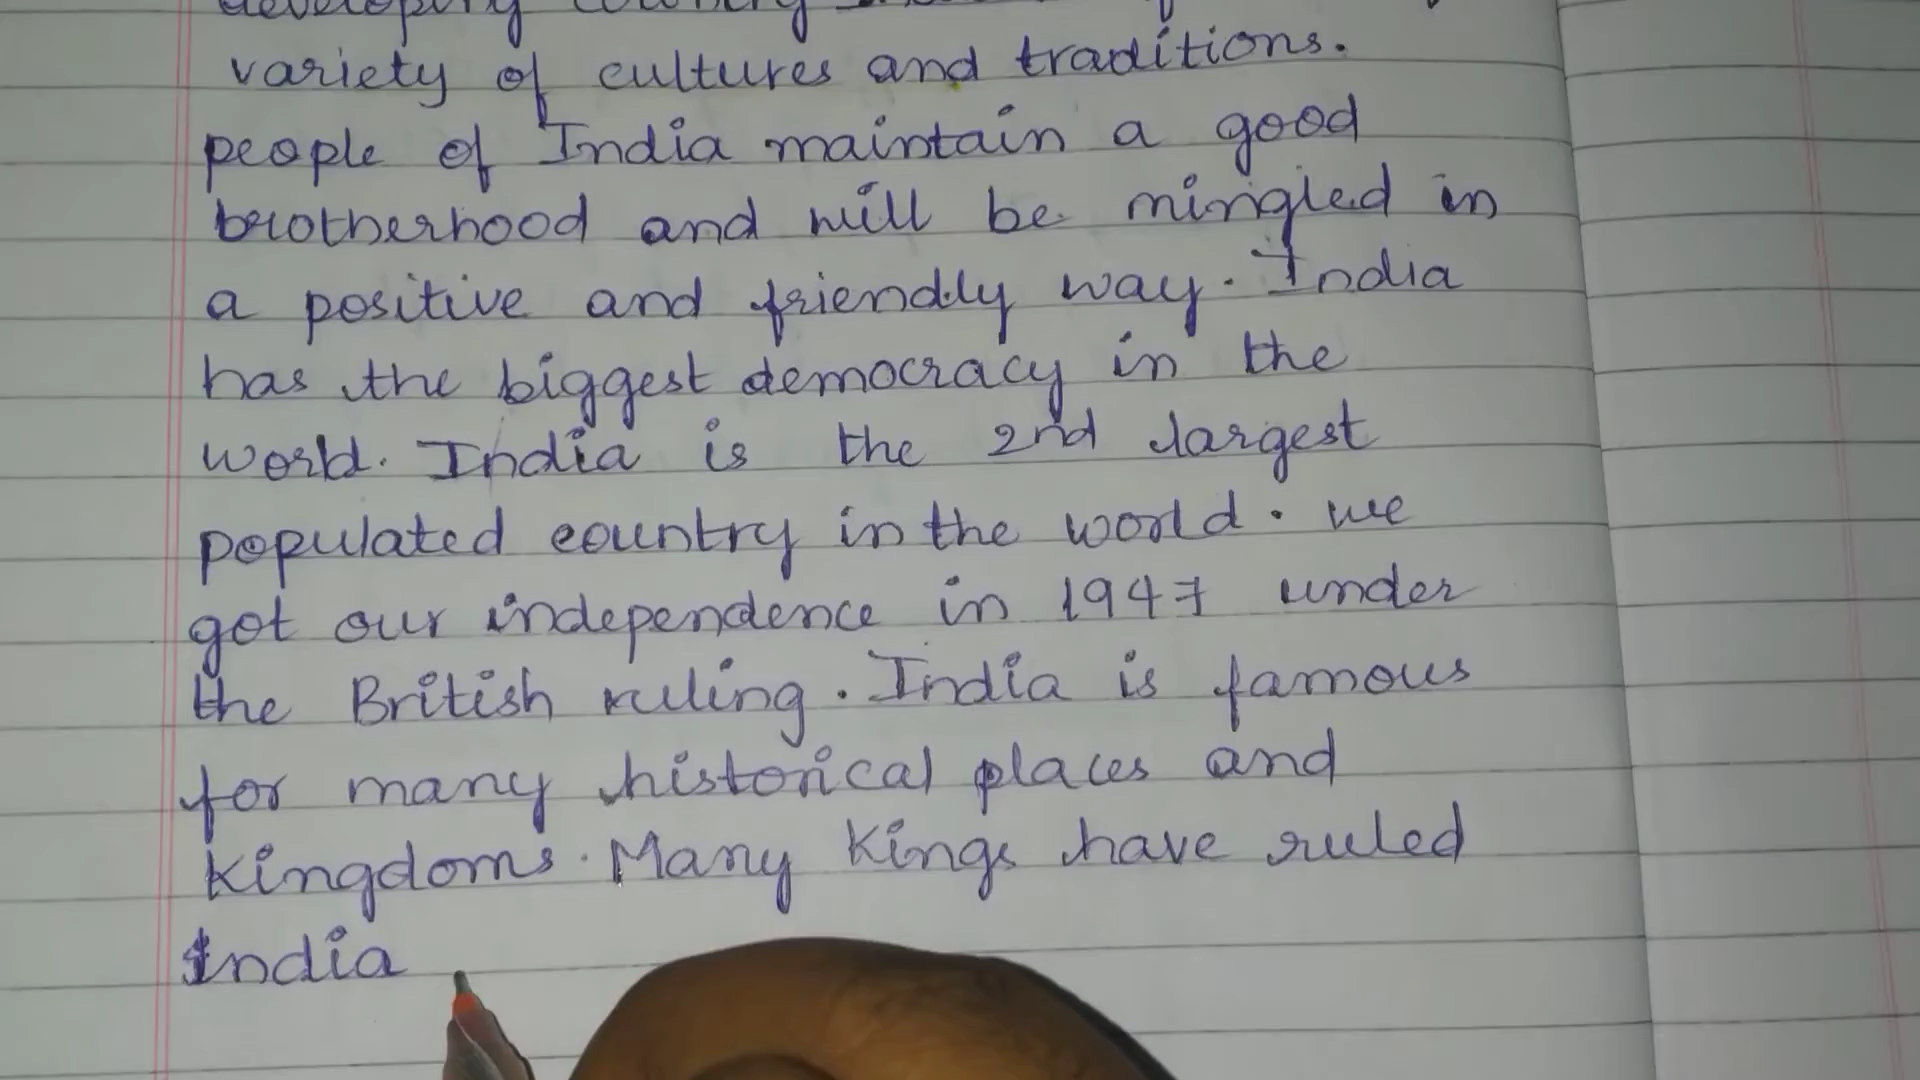 developing country
variety of cultures and traditions.
people of India maintain a good
brotherhood and will be mingled in
a positive and friendly way. India
has the biggest democracy in the
world. India is the 2nd largest
populated country in the world. we
got our independence in 1947 under
the British ruling. India is famous
for many historical places and
kingdoms. Many kings have ruled
India